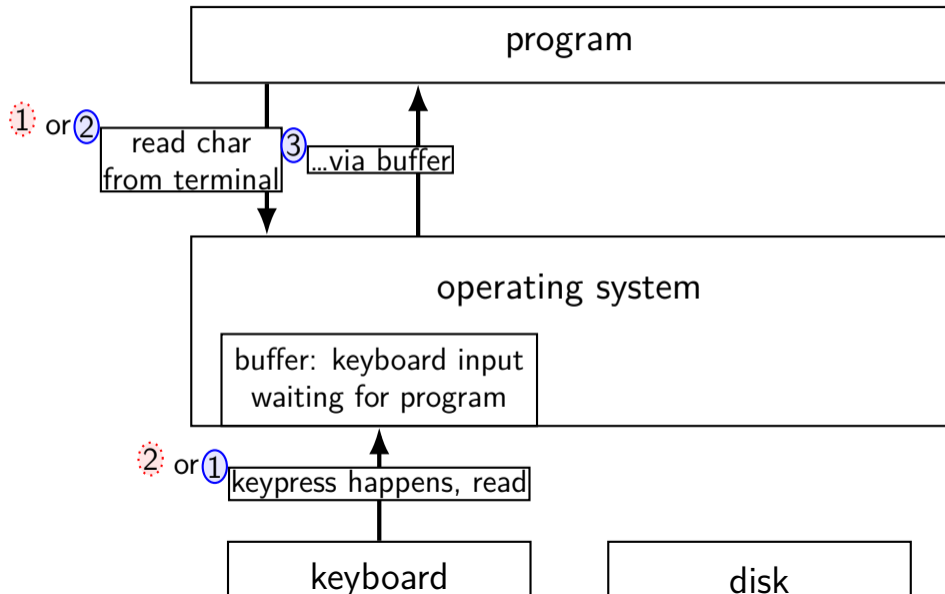 program
1 or 2
read char
from terminal
3
...via buffer
operating system
buffer: keyboard input
waiting for program
2 or 1
keypress happens, read
keyboard
disk